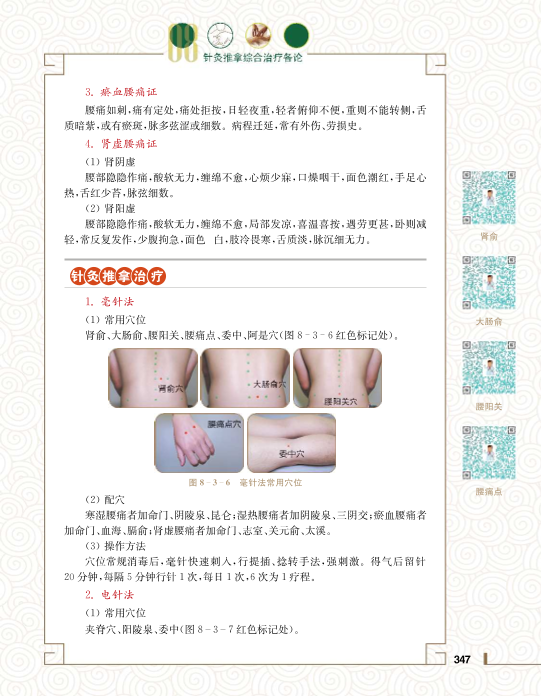 08
针灸推拿综合治疗各论
3. 瘀血腰痛证
腰痛如刺,痛有定处,痛处拒按,日轻夜重,轻者俯仰不便,重则不能转侧,舌
质暗紫,或有瘀斑,脉多弦涩或细数。病程迁延,常有外伤、劳损史。
4. 肾虚腰痛证
(1) 肾阴虚
腰部隐隐作痛,酸软无力,缠绵不愈,心烦少寐,口燥咽干,面色潮红,手足心
热,舌红少苔,脉弦细数。
(2) 肾阳虚
腰部隐隐作痛,酸软无力,缠绵不愈,局部发凉,喜温喜按,遇劳更甚,卧则减
轻,常反复发作,少腹拘急,面色 白,肢冷畏寒,舌质淡,脉沉细无力。
针灸推拿治疗
1. 毫针法
(1) 常用穴位
肾俞、大肠俞、腰阳关、腰痛点、委中、阿是穴(图 8-3-6 红色标记处)。
肾俞穴
大肠俞穴
腰阳关穴
腰痛点穴
委中穴
图 8-3-6 毫针法常用穴位
(2) 配穴
寒湿腰痛者加命门、阴陵泉、昆仑;湿热腰痛者加阴陵泉、三阴交;瘀血腰痛者
加命门、血海、膈俞;肾虚腰痛者加命门、志室、关元俞、太溪。
(3) 操作方法
穴位常规消毒后,毫针快速刺入,行提插、捻转手法,强刺激。得气后留针
20 分钟,每隔 5 分钟行针 1 次,每日 1 次,6 次为 1 疗程。
2. 电针法
(1) 常用穴位
夹脊穴、阳陵泉、委中(图 8-3-7 红色标记处)。
肾俞
大肠俞
腰阳关
腰痛点
347